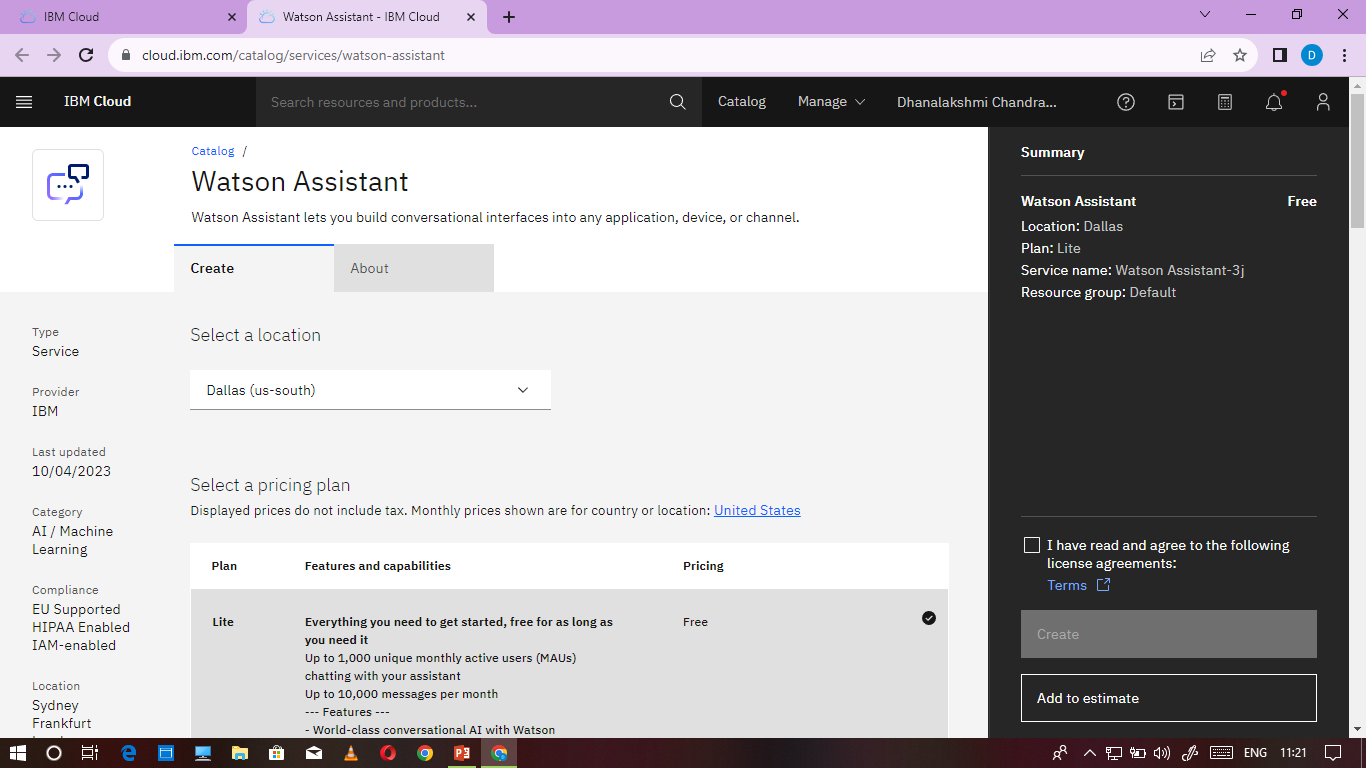 IBM Cloud
Watson Assistant - IBM Cloud
cloud.ibm.com/catalog/services/watson-assistant
D
IBM Cloud
Search resources and products...
Catalog
Manage
Dhanalakshmi Chandra...
Catalog /
Watson Assistant
Watson Assistant lets you build conversational interfaces into any application, device, or channel.
Create
About
Type
Service
Provider
IBM
Last updated
10/04/2023
Category
AI / Machine
Learning
Compliance
EU Supported
HIPAA Enabled
IAM-enabled
Location
Sydney
Frankfurt
Select a location
Dallas (us-south)
Select a pricing plan
Displayed prices do not include tax. Monthly prices shown are for country or location: United States
Plan Features and capabilities Pricing
Lite
Everything you need to get started, free for as long as
you need it
Up to 1,000 unique monthly active users (MAUs)
chatting with your assistant
Up to 10,000 messages per month
--- Features ---
- World-class conversational AI with Watson
Free
Summary
Watson Assistant Free
Location: Dallas
Plan: Lite
Service name: Watson Assistant-3j
Resource group: Default
I have read and agree to the following
license agreements:
Terms
Create
Add to estimate
ENG
11:21